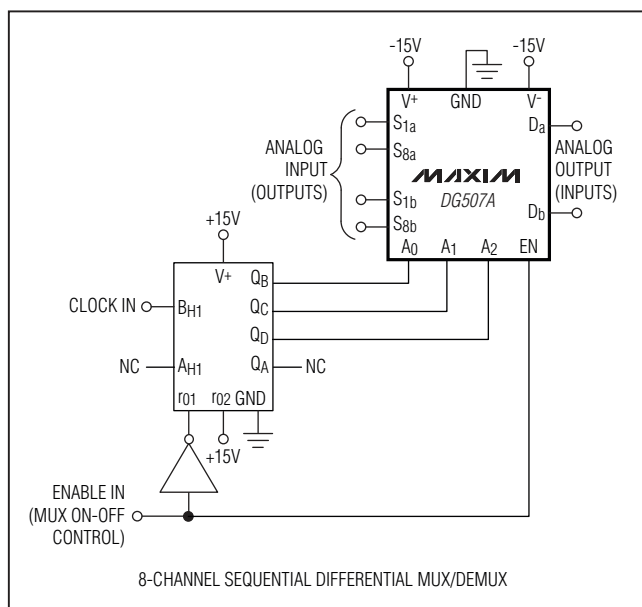 -15V
-15V
V+ GND V-
S1a
S8a
S1b
S8b
ANALOG
INPUT
(OUTPUTS)
MAXIM
DG507A
Da
Db
ANALOG
OUTPUT
(INPUTS)
A0 A1 A2 EN
+15V
V+
CLOCK IN
BH1
NC
AH1
QB
QC
QD
QA
NC
r01 r02 GND
+15V
ENABLE IN
(MUX ON-OFF
CONTROL)
8-CHANNEL SEQUENTIAL DIFFERENTIAL MUX/DEMUX